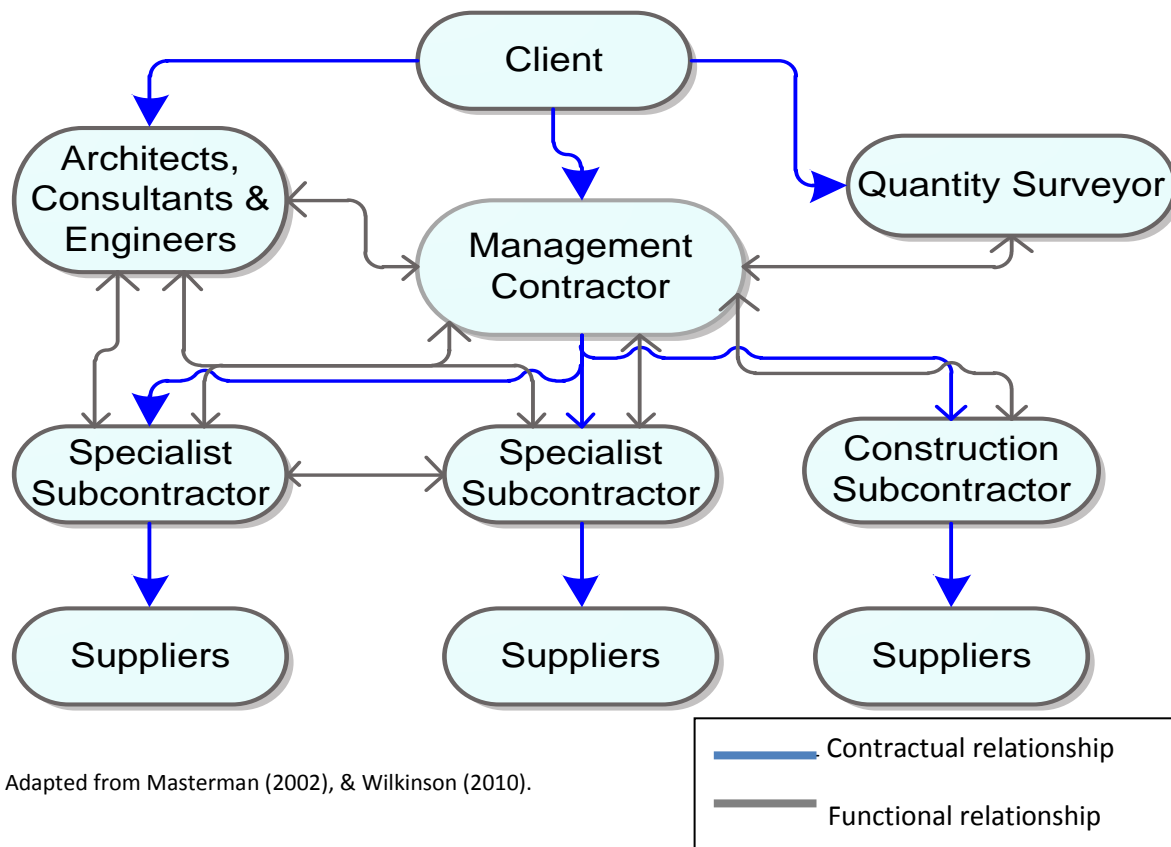 Client
Architects,
Consultants &
Engineers
Quantity Surveyor
Management
Contractor
Specialist
Subcontractor
Specialist
Subcontractor
Construction
Subcontractor
Suppliers
Suppliers
Suppliers
Contractual relationship
Adapted from Masterman (2002), & Wilkinson (2010).
Functional relationship